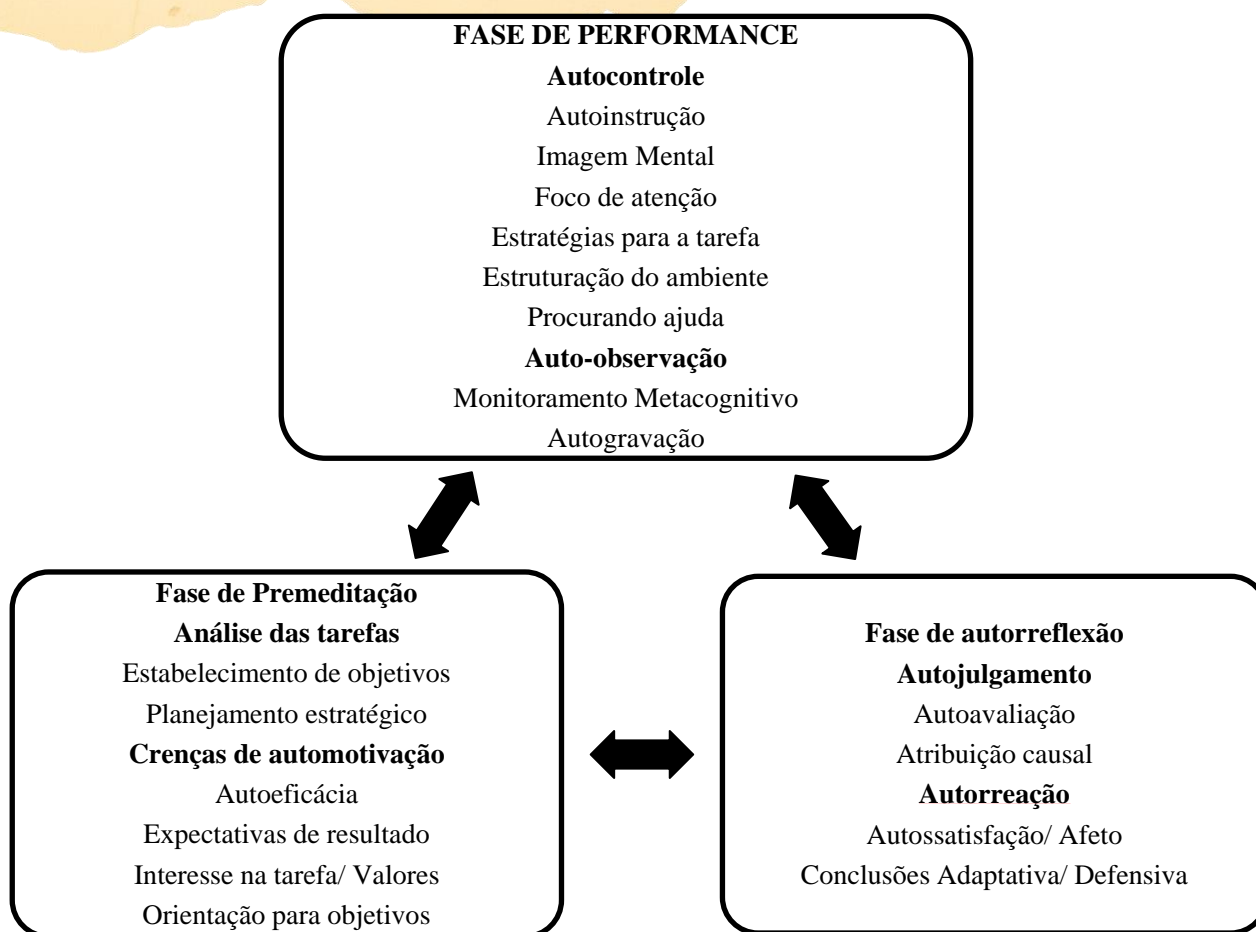 FASE DE PERFORMANCE
Autocontrole
Autoinstrução
Imagem Mental
Foco de atenção
Estratégias para a tarefa
Estruturação do ambiente
Procurando ajuda
Auto-observação
Monitoramento Metacognitivo
Autogravação
Fase de Premeditação
Análise das tarefas
Estabelecimento de objetivos
Planejamento estratégico
Crenças de automotivação
Autoeficácia
Expectativas de resultado
Interesse na tarefa/ Valores
Orientação para objetivos
Fase de autorreflexão
Autojulgamento
Autoavaliação
Atribuição causal
Autorreação
Autossatisfação/ Afeto
Conclusões Adaptativa/ Defensiva